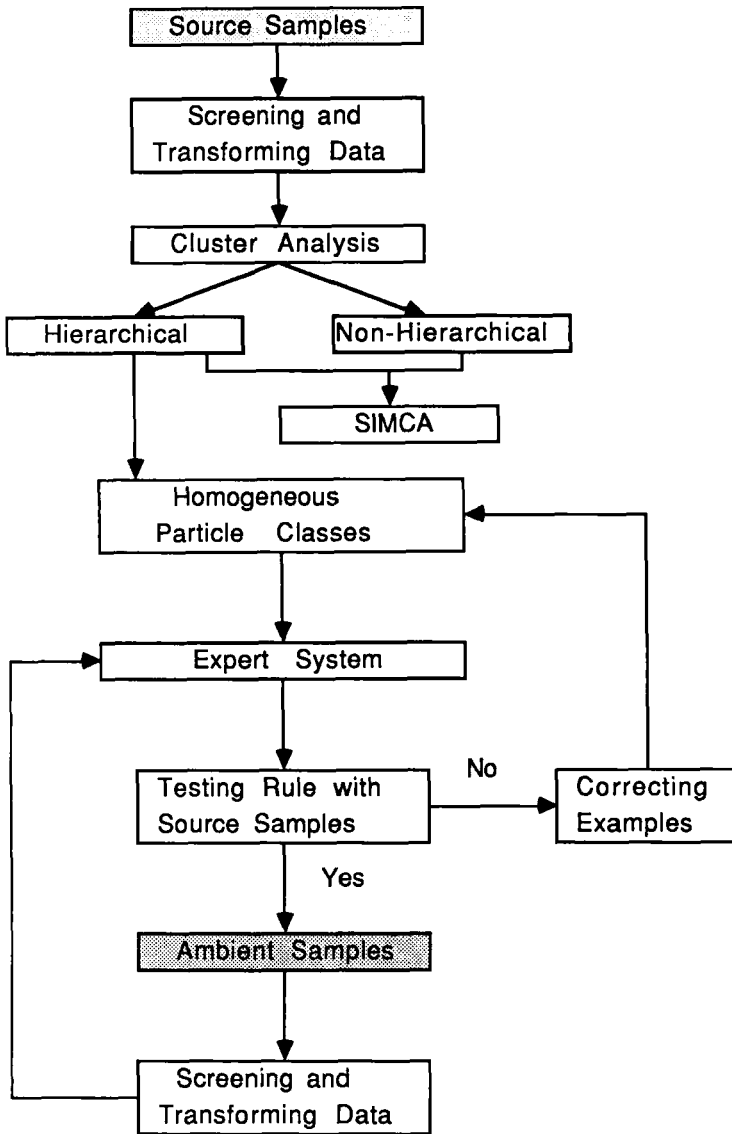 Source Samples
Screening and
Transforming Data
Cluster Analysis
Hierarchical
Non-Hierarchical
SIMCA
Homogeneous
Particle Classes
Expert System
Testing Rule with
Source Samples
No
Correcting
Examples
Yes
Ambient Samples
Screening and
Transforming Data